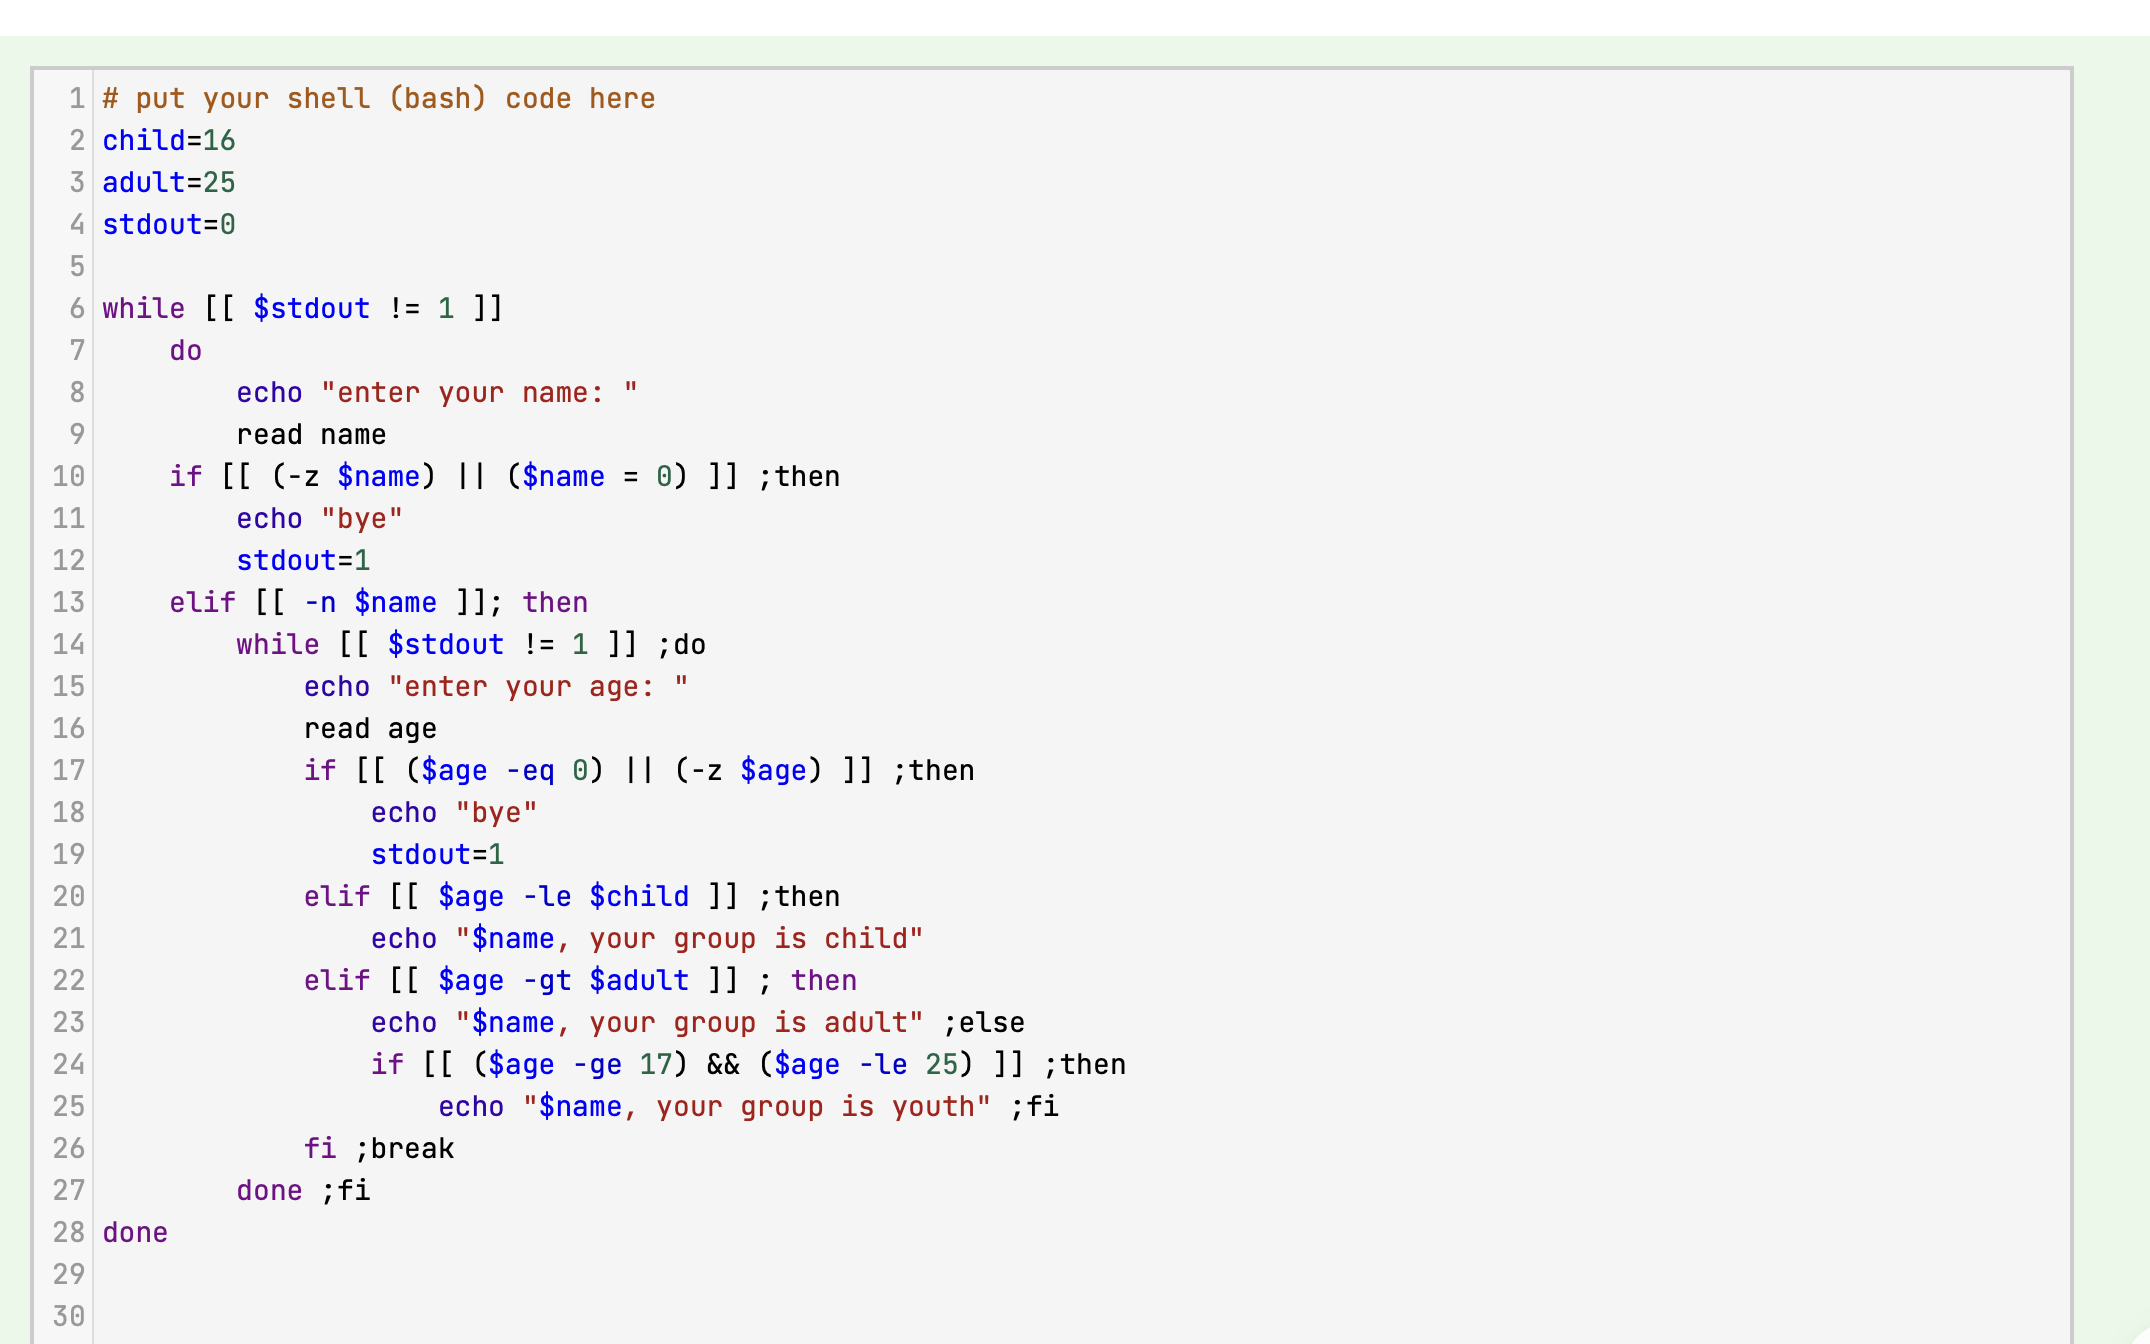 1 # put your shell (bash) code here
2 child=16
3 adult=25
4 stdout=0
5
6 while [[ $stdout != 1 ]]
7     do
8         echo "enter your name: "
9         read name
10     if [[ (-z $name) || ($name = 0) ]] ;then
11         echo "bye"
12         stdout=1
13     elif [[ -n $name ]]; then
14         while [[ $stdout != 1 ]] ;do
15             echo "enter your age: "
16             read age
17             if [[ ($age -eq 0) || (-z $age) ]] ;then
18                 echo "bye"
19                 stdout=1
20             elif [[ $age -le $child ]] ;then
21                 echo "$name, your group is child"
22             elif [[ $age -gt $adult ]] ; then
23                 echo "$name, your group is adult" ;else
24                 if [[ ($age -ge 17) && ($age -le 25) ]] ;then
25                     echo "$name, your group is youth" ;fi
26             fi ;break
27         done ;fi
28 done
29
30